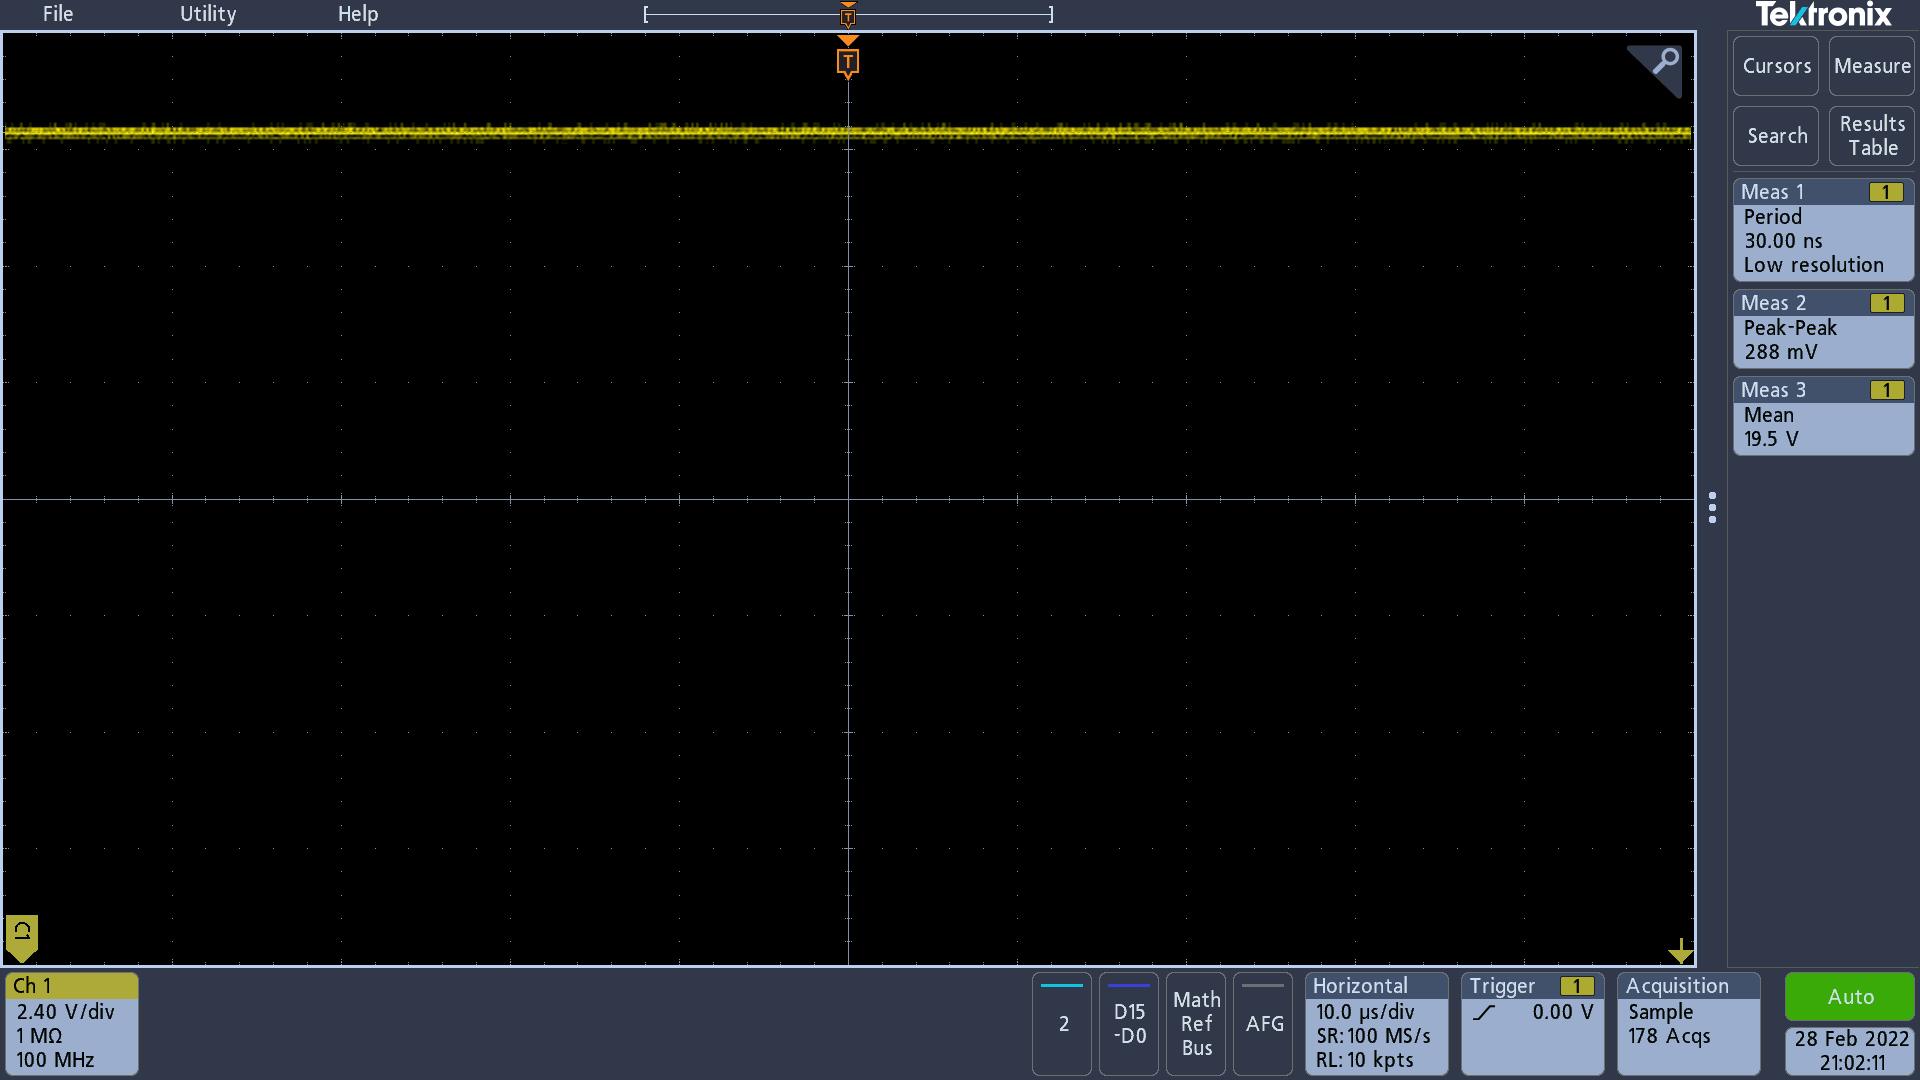 File Utility Help
T
Tektronix
T
Cursors Measure
Search Results Table
Meas 1 1
Period
30.00 ns
Low resolution
Meas 2 1
Peak-Peak
288 mV
Meas 3 1
Mean
19.5 V
C1
Ch 1
2.40 V/div
1 MΩ
100 MHz
2
D15
-D0
Math
Ref
Bus
AFG
Horizontal
10.0 µs/div
SR: 100 MS/s
RL: 10 kpts
Trigger 1
0.00 V
Acquisition
Sample
178 Acqs
Auto
28 Feb 2022
21:02:11